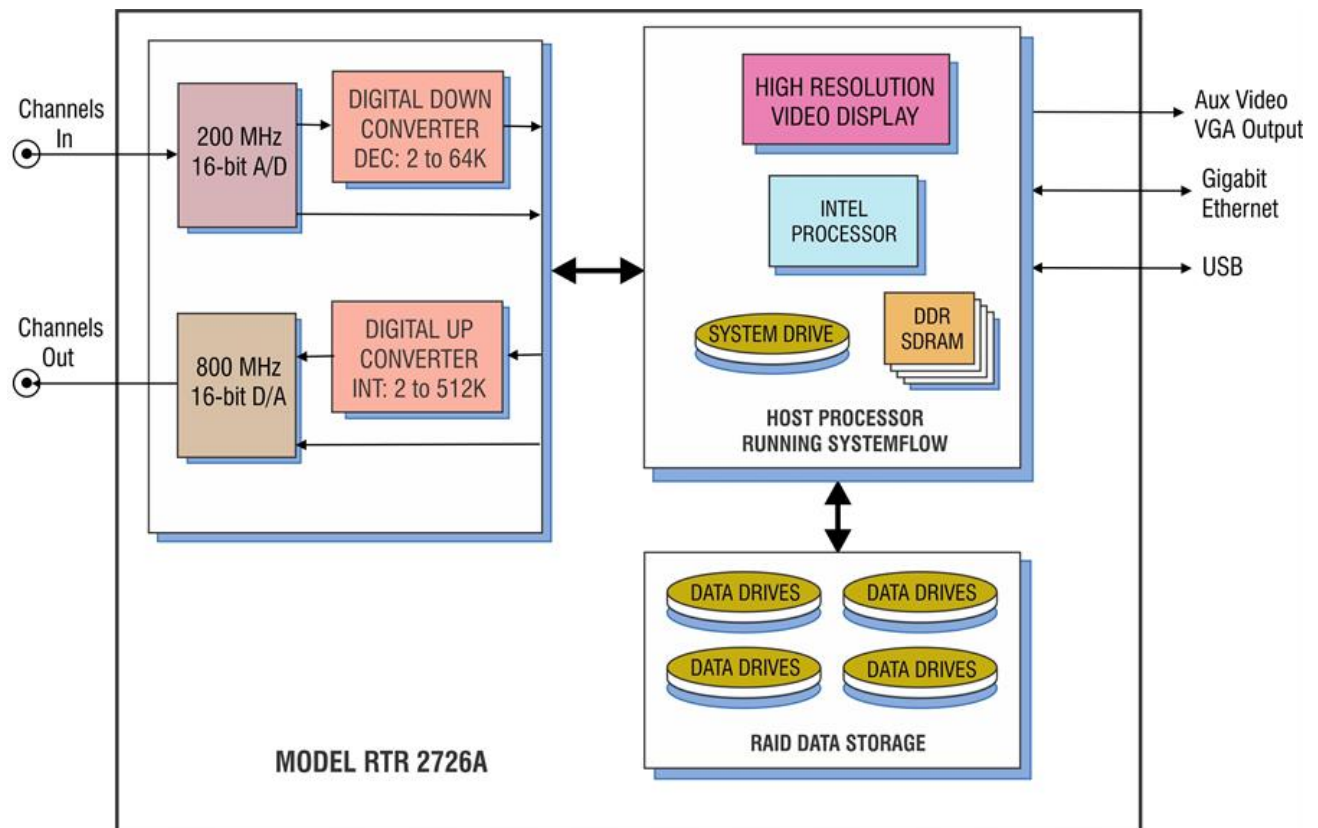 Channels
In
200 MHz
16-bit A/D
DIGITAL DOWN
CONVERTER
DEC: 2 to 64K
Channels
Out
800 MHz
16-bit D/A
DIGITAL UP
CONVERTER
INT: 2 to 512K
HIGH RESOLUTION
VIDEO DISPLAY
INTEL
PROCESSOR
SYSTEM DRIVE
DDR
SDRAM
HOST PROCESSOR
RUNNING SYSTEMFLOW
Aux Video
VGA Output
Gigabit
Ethernet
USB
DATA DRIVES
DATA DRIVES
DATA DRIVES
DATA DRIVES
RAID DATA STORAGE
MODEL RTR 2726A